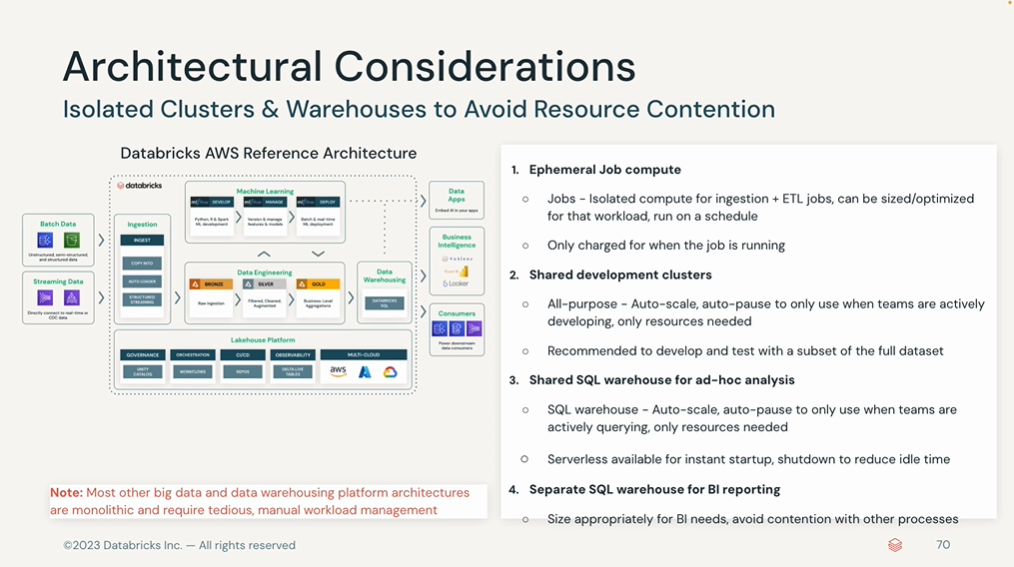 Architectural Considerations
Isolated Clusters & Warehouses to Avoid Resource Contention
Databricks AWS Reference Architecture
databricks
Batch Data
Unstructured, semi-structured,
and structured data
Streaming Data
Directly connect to real-time or
CDC data
Ingestion
INGEST
COPY INTO
AUTO LOADER
STRUCTURED
STREAMING
Machine Learning
mlflow DEVELOP
mlflow MANAGE
mlflow DEPLOY
Python, R & Spark
ML development
Version & manage
features & models
Batch & real-time
ML deployment
Data Engineering
BRONZE
SILVER
GOLD
Raw Ingestion
Filtered, Cleaned,
Augmented
Business-Level
Aggregates
Data
Warehousing
DATABRICKS
SQL
Lakehouse Platform
GOVERNANCE
ORCHESTRATION
CI/CD
OBSERVABILITY
MULTI-CLOUD
UNITY
CATALOG
WORKFLOWS
REPOS
DELTA LIVE
TABLES
aws
Data
Apps
Embed AI in your apps
Business
Intelligence
tableau
Looker
Consumers
Power downstream
data consumers
1. Ephemeral Job compute
Jobs - Isolated compute for ingestion + ETL jobs, can be sized/optimized
for that workload, run on a schedule
Only charged for when the job is running
2. Shared development clusters
All-purpose - Auto-scale, auto-pause to only use when teams are actively
developing, only resources needed
Recommended to develop and test with a subset of the full dataset
3. Shared SQL warehouse for ad-hoc analysis
SQL warehouse - Auto-scale, auto-pause to only use when teams are
actively querying, only resources needed
Serverless available for instant startup, shutdown to reduce idle time
4. Separate SQL warehouse for BI reporting
Size appropriately for BI needs, avoid contention with other processes
Note: Most other big data and data warehousing platform architectures
are monolithic and require tedious, manual workload management
©2023 Databricks Inc. — All rights reserved
70